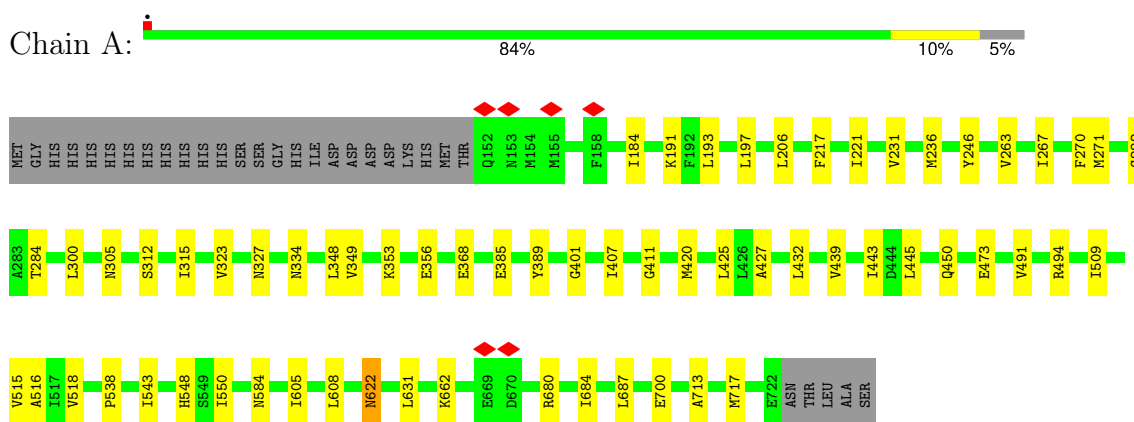 Chain A:
84% 10% 5%
MET GLY HIS HIS HIS HIS HIS HIS HIS HIS HIS HIS SER SER GLY HIS ILE ASP ASP ASP ASP LYS HIS MET THR Q152 N153 M154 M155 F158 I184 K191 F192 L193 L197 L206 F217 I221 V231 M236 Y246 V263 I267 F270 M271
A283 T284 L300 N305 S312 I315 V323 N327 N334 L348 V349 K353 E356 E368 E385 Y389 G401 I407 G411 M420 L425 L426 A427 L432 V439 I443 D444 L445 Q450 E473 V491 R494 I509
V515 A516 I517 V518 P538 I543 H548 S549 I550 N584 I605 L608 N622 L631 K662 E669 D670 R680 I684 L687 E700 A713 M717 E722 ASN THR LEU ALA SER